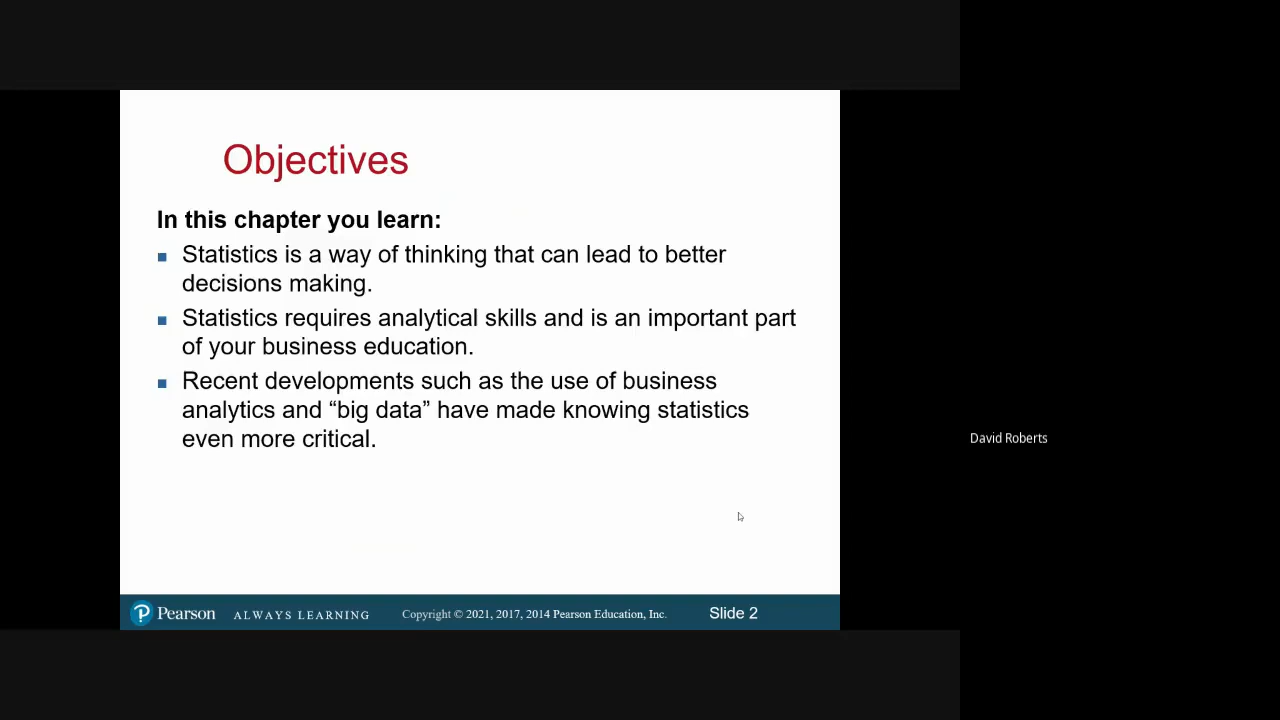 Objectives
In this chapter you learn:
Statistics is a way of thinking that can lead to better
decisions making.
Statistics requires analytical skills and is an important part
of your business education.
Recent developments such as the use of business
analytics and “big data” have made knowing statistics
even more critical.
David Roberts
Pearson ALWAYS LEARNING Copyright © 2021, 2017, 2014 Pearson Education, Inc. Slide 2